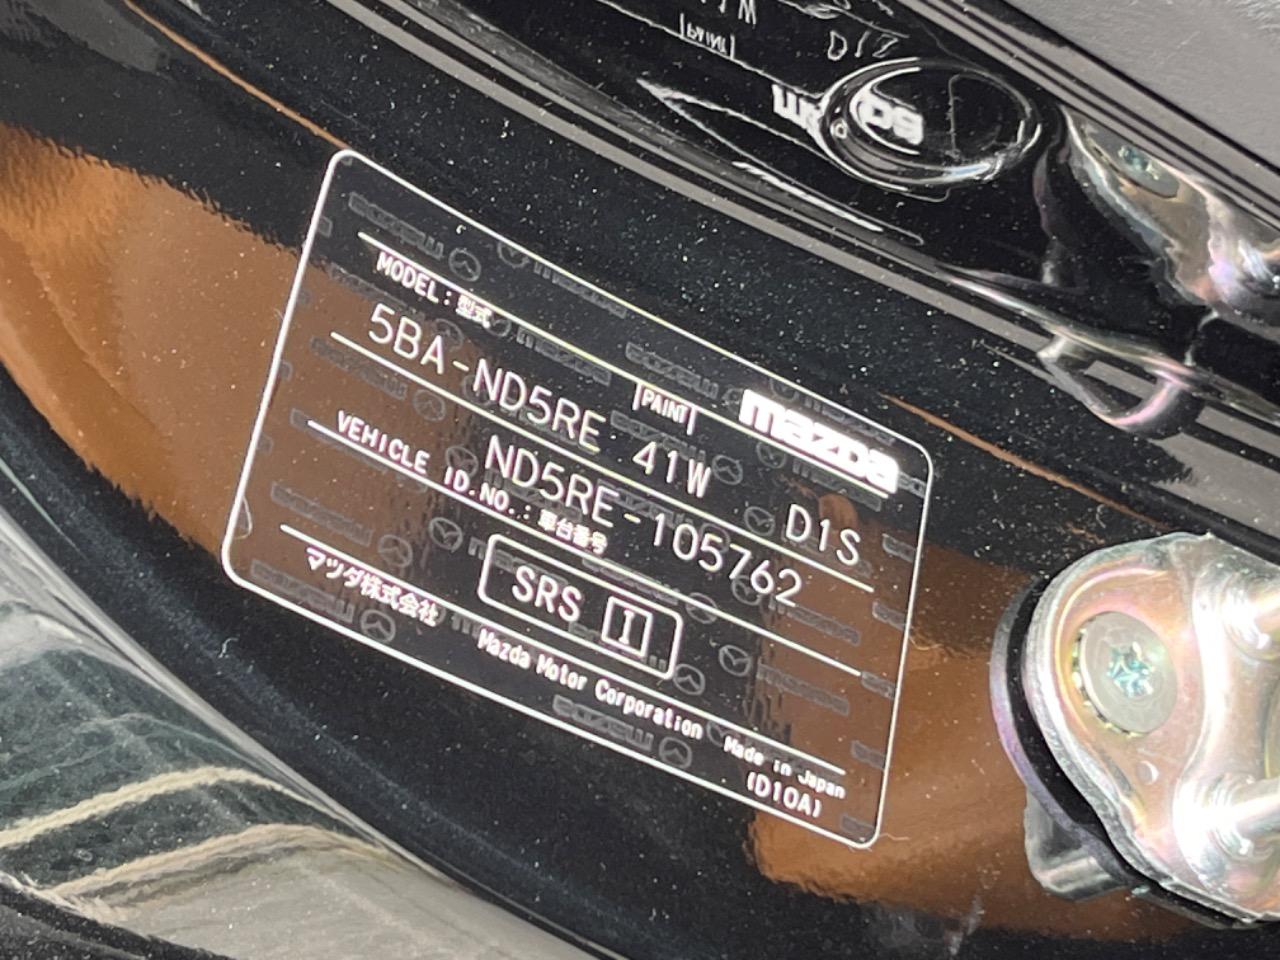 mazda
MODEL:型式
PAINT
5BA-ND5RE 41W D1S
ND5RE-105762
VEHICLE ID.NO.:車台番号
SRS I
マツダ株式会社 Mazda Motor Corporation Made in Japan
(D10A)